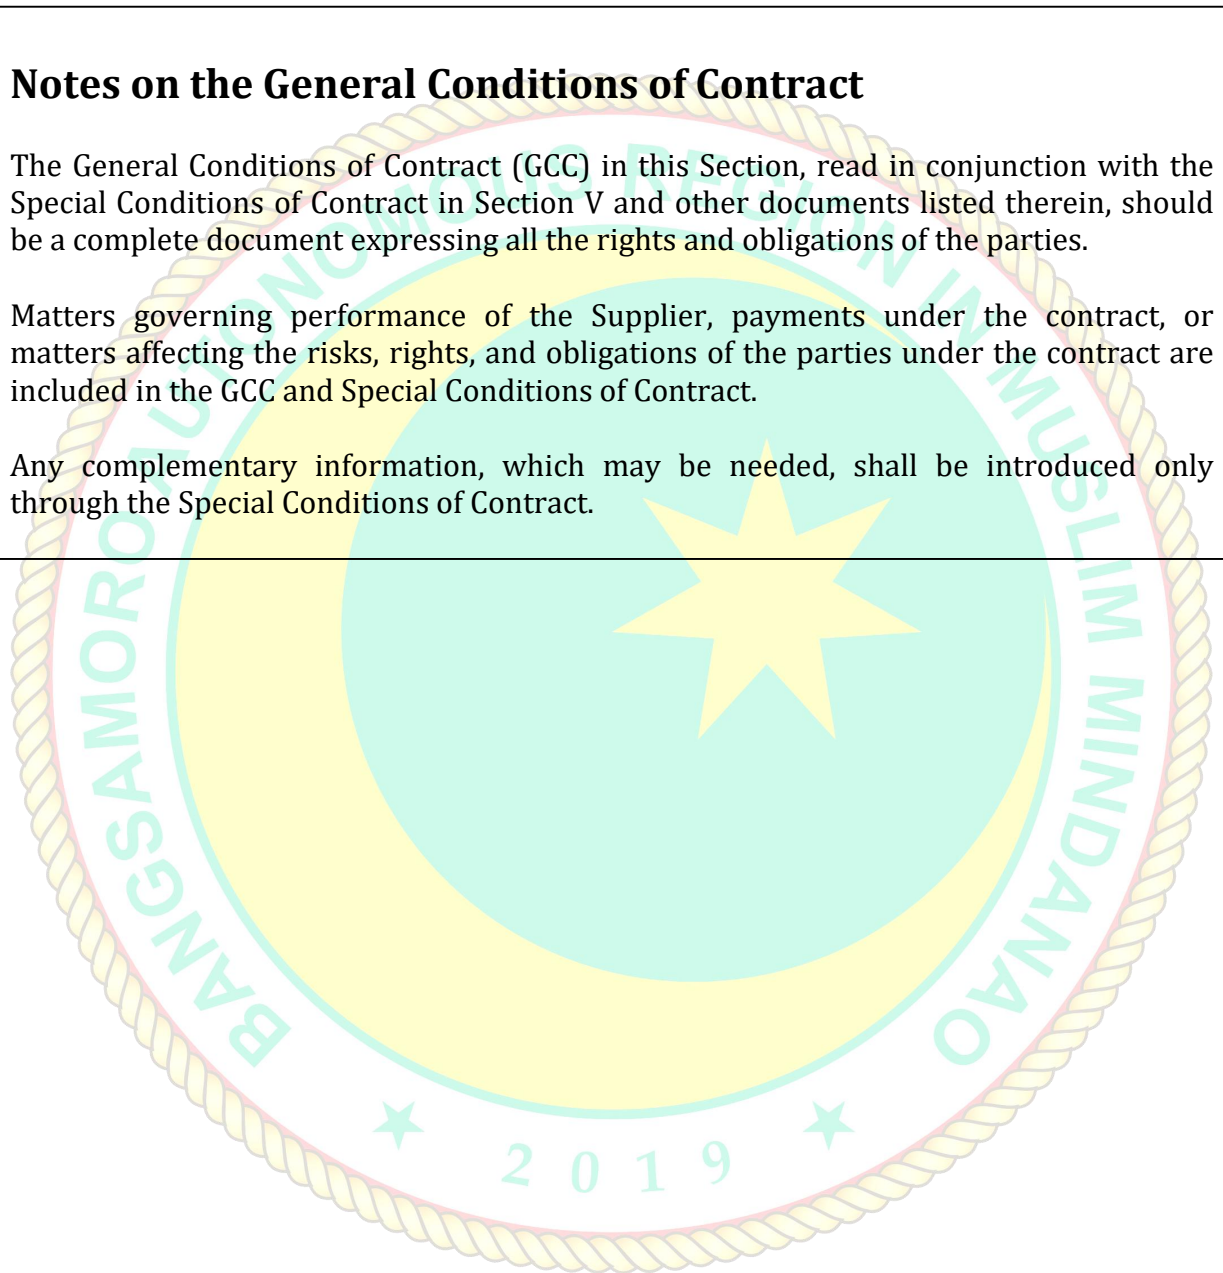 Notes on the General Conditions of Contract
The General Conditions of Contract (GCC) in this Section, read in conjunction with the
Special Conditions of Contract in Section V and other documents listed therein, should
be a complete document expressing all the rights and obligations of the parties.
Matters governing performance of the Supplier, payments under the contract, or
matters affecting the risks, rights, and obligations of the parties under the contract are
included in the GCC and Special Conditions of Contract.
Any complementary information, which may be needed, shall be introduced only
through the Special Conditions of Contract.
BANGSAMORO AUTONOMOUS REGION IN MUSLIM MINDANAO
2019